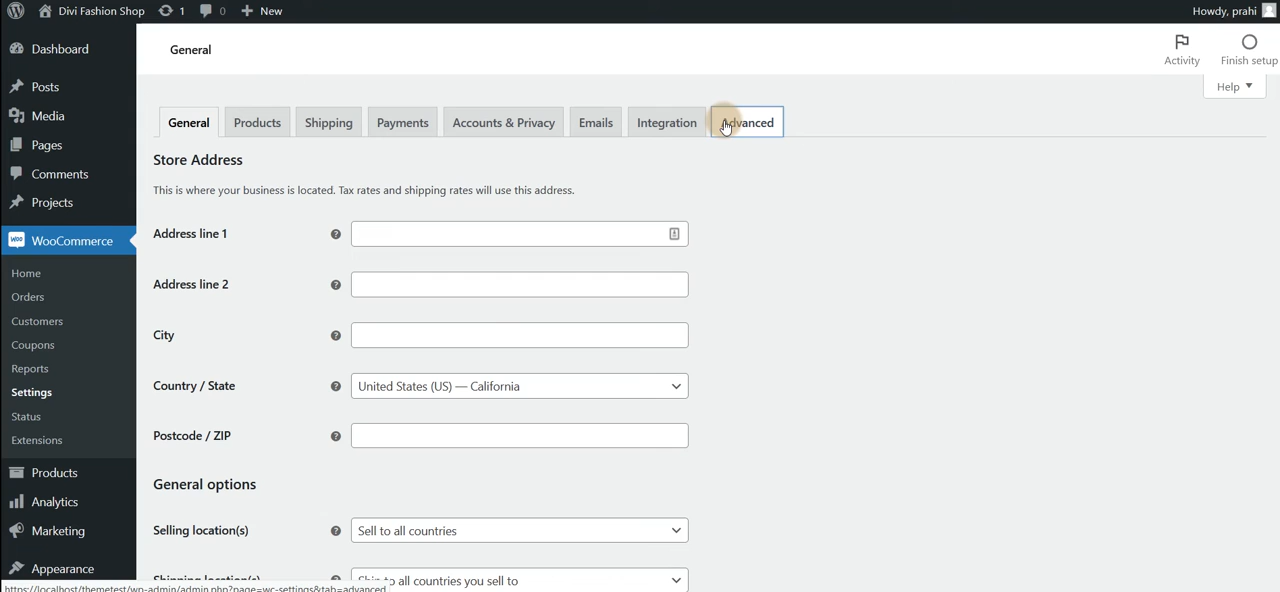 Divi Fashion Shop 1 0 New Howdy, prahi
Dashboard
Posts
Media
Pages
Comments
Projects
WooCommerce
Home
Orders
Customers
Coupons
Reports
Settings
Status
Extensions
Products
Analytics
Marketing
Appearance
General
Activity
Finish setup
Help
General Products Shipping Payments Accounts & Privacy Emails Integration Advanced
Store Address
This is where your business is located. Tax rates and shipping rates will use this address.
Address line 1
Address line 2
City
Country / State United States (US) — California
Postcode / ZIP
General options
Selling location(s) Sell to all countries
Shipping location(s) Ship to all countries you sell to
https://localhost/themetest/wp-admin/admin.php?page=wc-settings&tab=advanced